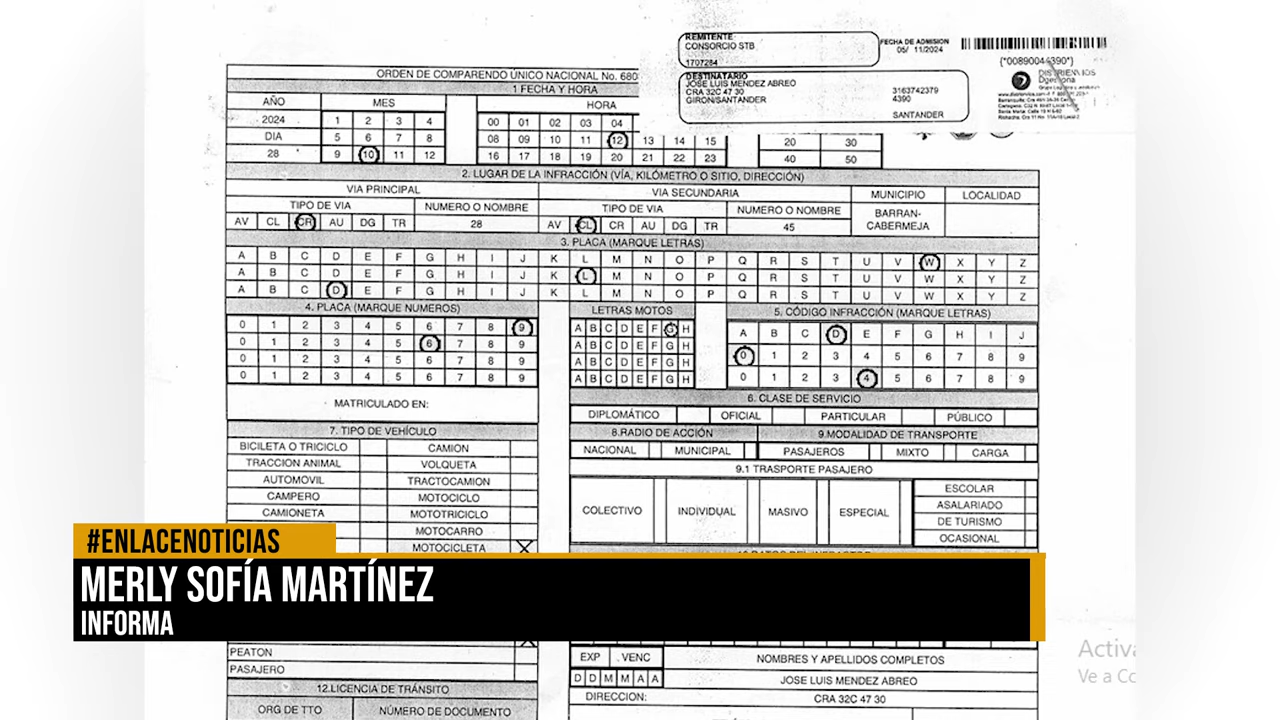 REMITENTE
CONSORCIO STB
1707284
FECHA DE ADMISION
05/ 11/2024
DESTINATARIO
JOSE LUIS MENDEZ ABREO
CRA 32C 47 30
GIRON/SANTANDER
3163742379
4390
SANTANDER
ORDEN DE COMPARENDO ÚNICO NACIONAL No. 680
1 FECHA Y HORA
AÑO MES HORA
2024 1 2 3 4 00 01 02 03 04
DIA 5 6 7 8 08 09 10 11 12 13 14 15 20 30
28 9 10 11 12 16 17 18 19 20 21 22 23 40 50
2. LUGAR DE LA INFRACCIÓN (VÍA, KILÓMETRO O SITIO, DIRECCIÓN)
VIA PRINCIPAL VIA SECUNDARIA MUNICIPIO LOCALIDAD
TIPO DE VIA NUMERO O NOMBRE TIPO DE VIA NUMERO O NOMBRE BARRAN-
CABERMEJA
AV CL CR AU DG TR 28 AV CL CR AU DG TR 45
3. PLACA (MARQUE LETRAS)
A B C D E F G H I J K L M N O P Q R S T U V W X Y Z
A B C D E F G H I J K L M N O P Q R S T U V W X Y Z
A B C D E F G H I J K L M N O P Q R S T U V W X Y Z
4. PLACA (MARQUE NUMEROS) LETRAS MOTOS 5. CÓDIGO INFRACCIÓN (MARQUE LETRAS)
0 1 2 3 4 5 6 7 8 9 A B C D E F G H A B C D E F G H I J
0 1 2 3 4 5 6 7 8 9 A B C D E F G H 0 1 2 3 4 5 6 7 8 9
0 1 2 3 4 5 6 7 8 9 A B C D E F G H 0 1 2 3 4 5 6 7 8 9
0 1 2 3 4 5 6 7 8 9 A B C D E F G H
MATRICULADO EN:
6. CLASE DE SERVICIO
DIPLOMÁTICO OFICIAL PARTICULAR PÚBLICO
7. TIPO DE VEHÍCULO
BICILETA O TRICICLO CAMION
TRACCION ANIMAL VOLQUETA
AUTOMOVIL TRACTOCAMION
CAMPERO MOTOCICLO
CAMIONETA MOTOTRICICLO
MOTOCARRO
MOTOCICLETA X
8.RADIO DE ACCIÓN 9.MODALIDAD DE TRANSPORTE
NACIONAL MUNICIPAL PASAJEROS MIXTO CARGA
9.1 TRASPORTE PASAJERO
COLECTIVO INDIVIDUAL MASIVO ESPECIAL
ESCOLAR
ASALARIADO
DE TURISMO
OCASIONAL
#ENLACENOTICIAS
MERLY SOFÍA MARTÍNEZ
INFORMA
PEATON
PASAJERO
12.LICENCIA DE TRÁNSITO
ORG DE TTO NÚMERO DE DOCUMENTO
EXP . VENC NOMBRES Y APELLIDOS COMPLETOS
D D M M A A JOSE LUIS MENDEZ ABREO
DIRECCION: CRA 32C 47 30
Activa
Ve a Co